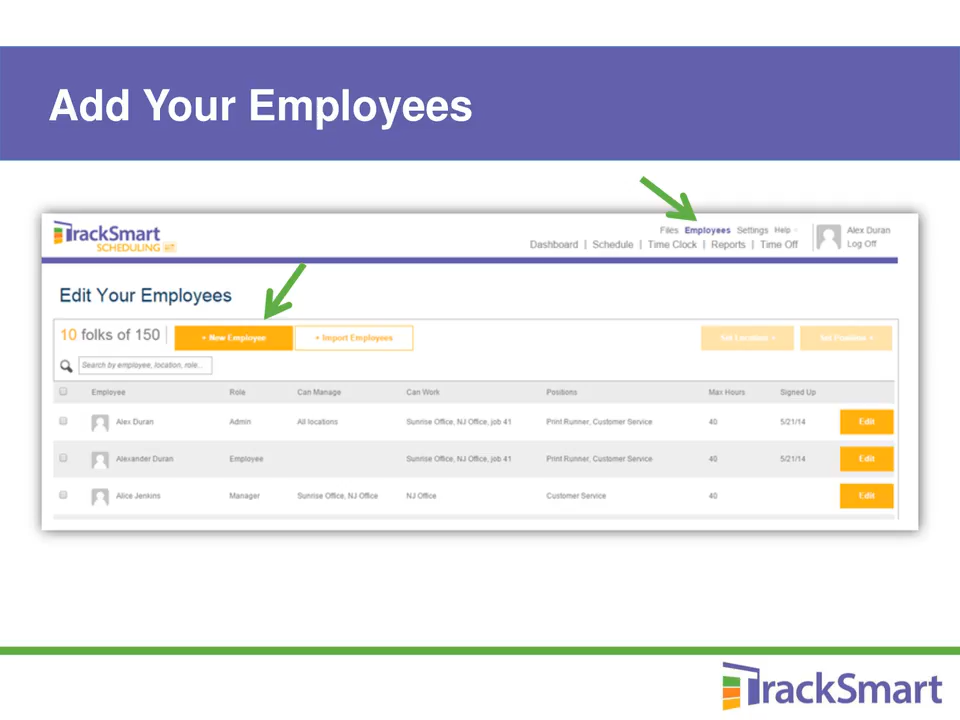 Add Your Employees
TrackSmart
SCHEDULING
Files Employees Settings Help
Alex Duran
Dashboard | Schedule | Time Clock | Reports | Time Off
Log Off
Edit Your Employees
10 folks of 150
+ New Employee
+ Import Employees
Set Location
Set Positions
Search by employee, location, role...
Employee Role Can Manage Can Work Positions Max Hours Signed Up
Alex Duran Admin All locations Sunrise Office, NJ Office, job 41 Print Runner, Customer Service 40 5/21/14 Edit
Alexander Duran Employee Sunrise Office, NJ Office, job 41 Print Runner, Customer Service 40 5/21/14 Edit
Alice Jenkins Manager Sunrise Office, NJ Office NJ Office Customer Service 40 Edit
TrackSmart